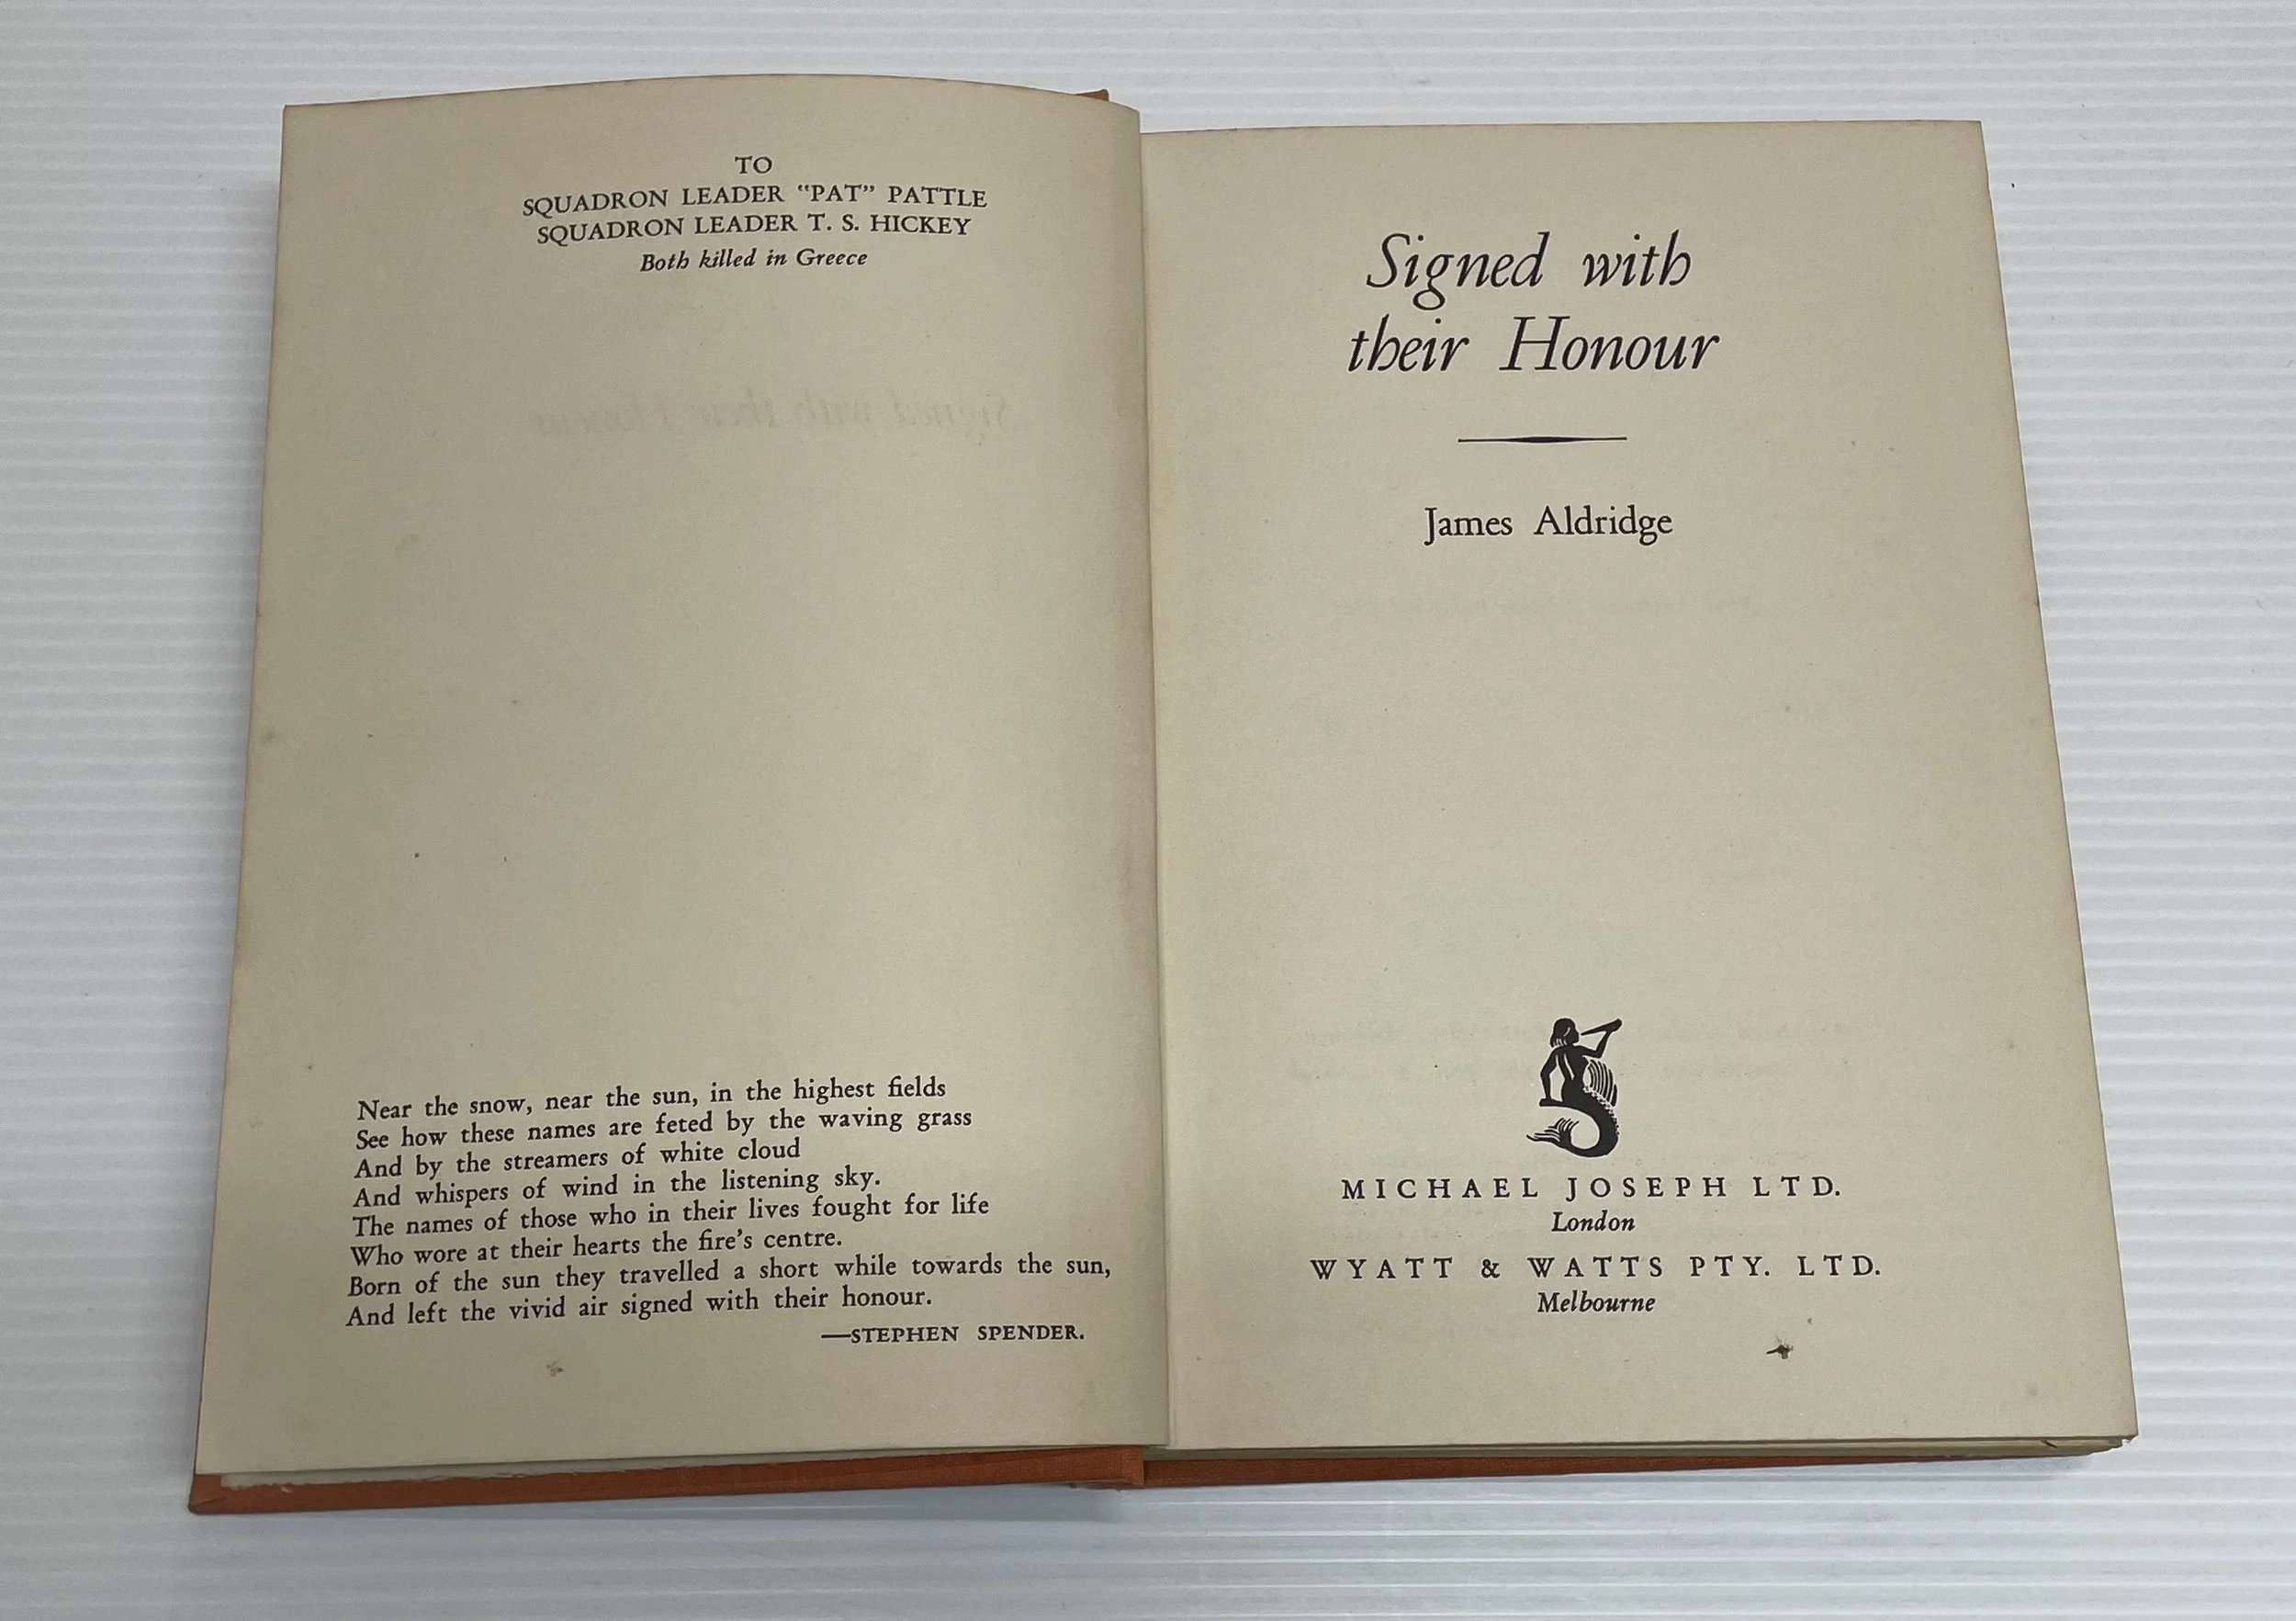 TO
SQUADRON LEADER "PAT" PATTLE
SQUADRON LEADER T. S. HICKEY
Both killed in Greece
Near the snow, near the sun, in the highest fields
See how these names are feted by the waving grass
And by the streamers of white cloud
And whispers of wind in the listening sky.
The names of those who in their lives fought for life
Who wore at their hearts the fire's centre.
Born of the sun they travelled a short while towards the sun,
And left the vivid air signed with their honour.
—STEPHEN SPENDER.
Signed with
their Honour
James Aldridge
MICHAEL JOSEPH LTD.
London
WYATT & WATTS PTY. LTD.
Melbourne